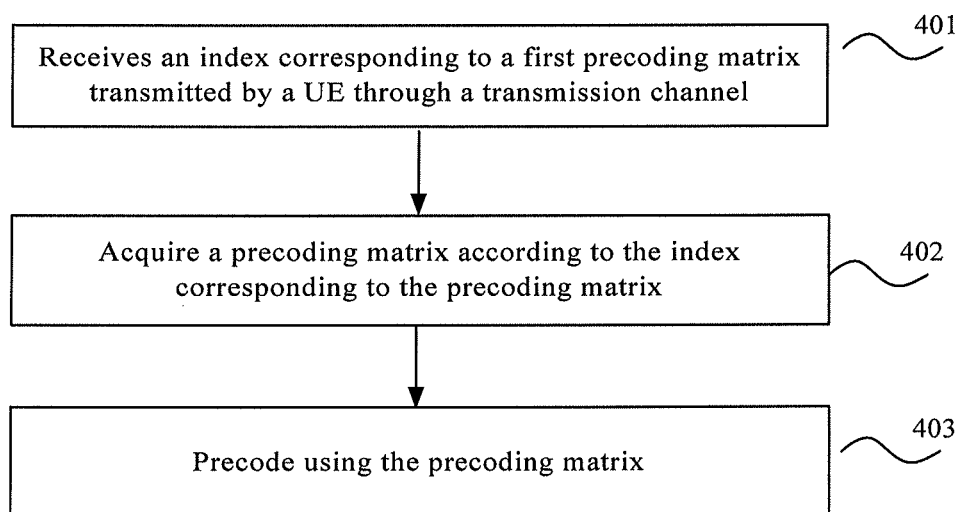 401
Receives an index corresponding to a first precoding matrix
transmitted by a UE through a transmission channel
402
Acquire a precoding matrix according to the index
corresponding to the precoding matrix
403
Precode using the precoding matrix